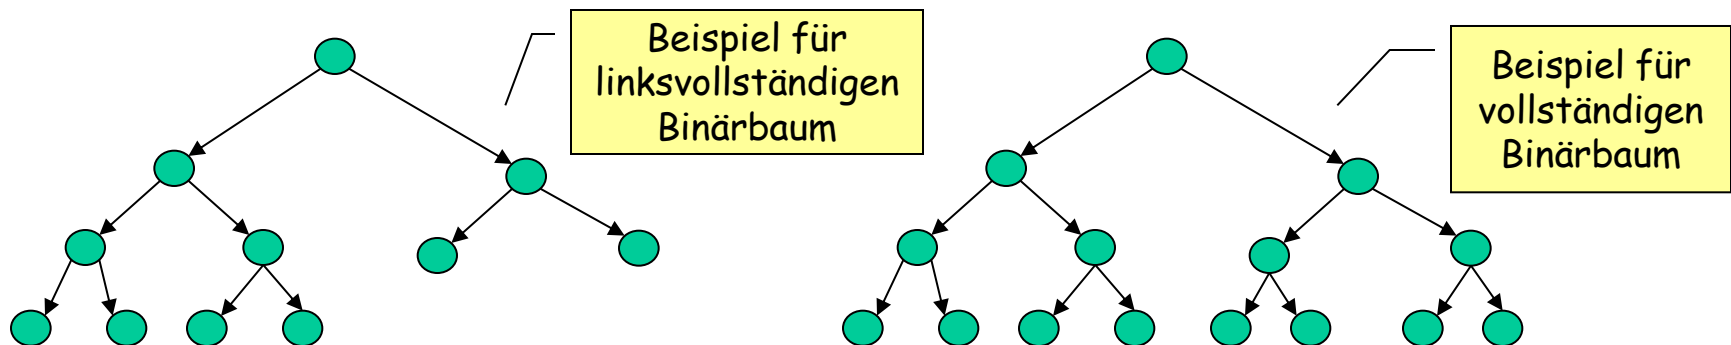 Beispiel für
linksvollständigen
Binärbaum
Beispiel für
vollständigen
Binärbaum